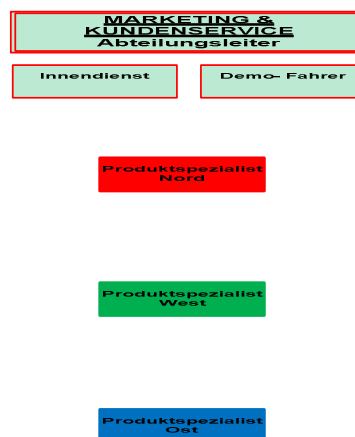 MARKETING &
KUNDENSERVICE
Abteilungsleiter
Innendienst
Demo- Fahrer
Produktspezialist
Nord
Produktspezialist
West
Produktspezialist
Ost